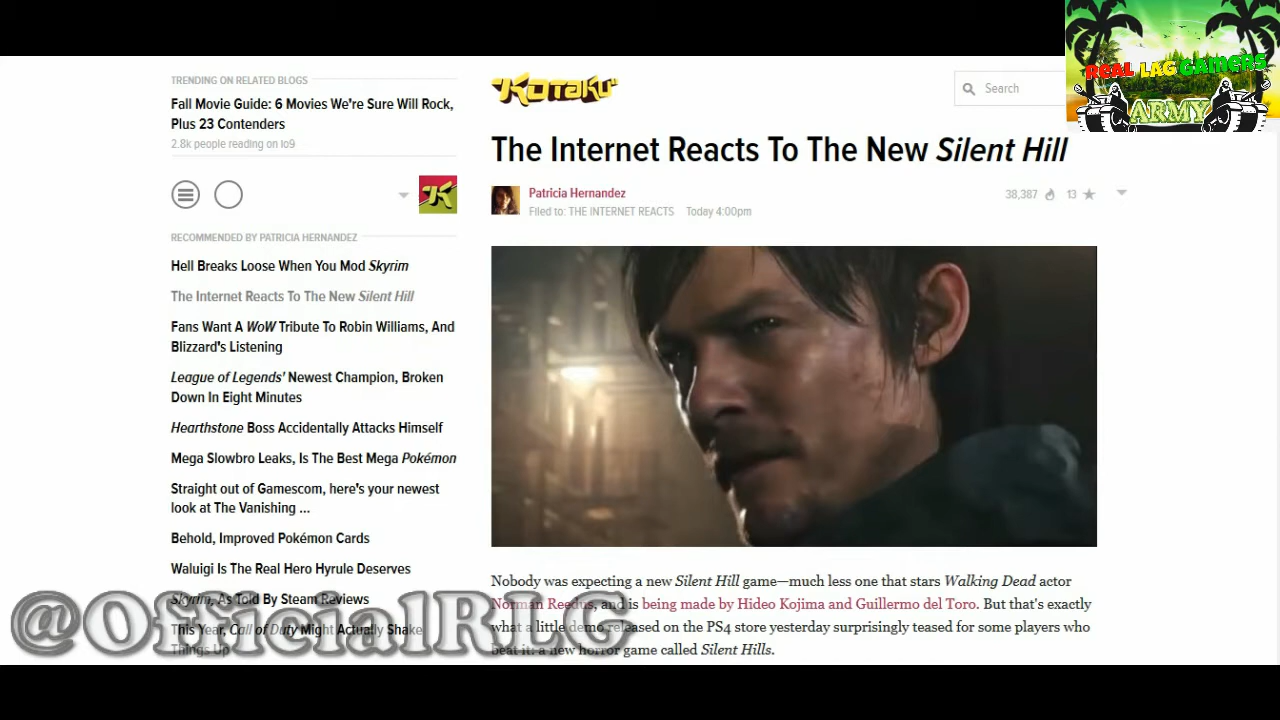 REAL LAG GAMERS
ARMY
TRENDING ON RELATED BLOGS
Fall Movie Guide: 6 Movies We're Sure Will Rock,
Plus 23 Contenders
2.8k people reading on io9
RECOMMENDED BY PATRICIA HERNANDEZ
Hell Breaks Loose When You Mod Skyrim
The Internet Reacts To The New Silent Hill
Fans Want A WoW Tribute To Robin Williams, And
Blizzard's Listening
League of Legends' Newest Champion, Broken
Down In Eight Minutes
Hearthstone Boss Accidentally Attacks Himself
Mega Slowbro Leaks, Is The Best Mega Pokémon
Straight out of Gamescom, here's your newest
look at The Vanishing ...
Behold, Improved Pokémon Cards
Waluigi Is The Real Hero Hyrule Deserves
Skyrim, As Told By Steam Reviews
This Year, Call of Duty Might Actually Shake
Things Up
KOTAKU
Search
The Internet Reacts To The New Silent Hill
Patricia Hernandez
Filed to: THE INTERNET REACTS Today 4:00pm
38,387 13
Nobody was expecting a new Silent Hill game—much less one that stars Walking Dead actor
Norman Reedus, and is being made by Hideo Kojima and Guillermo del Toro. But that's exactly
what a little demo released on the PS4 store yesterday surprisingly teased for some players who
beat it: a new horror game called Silent Hills.
@OfficialRLG